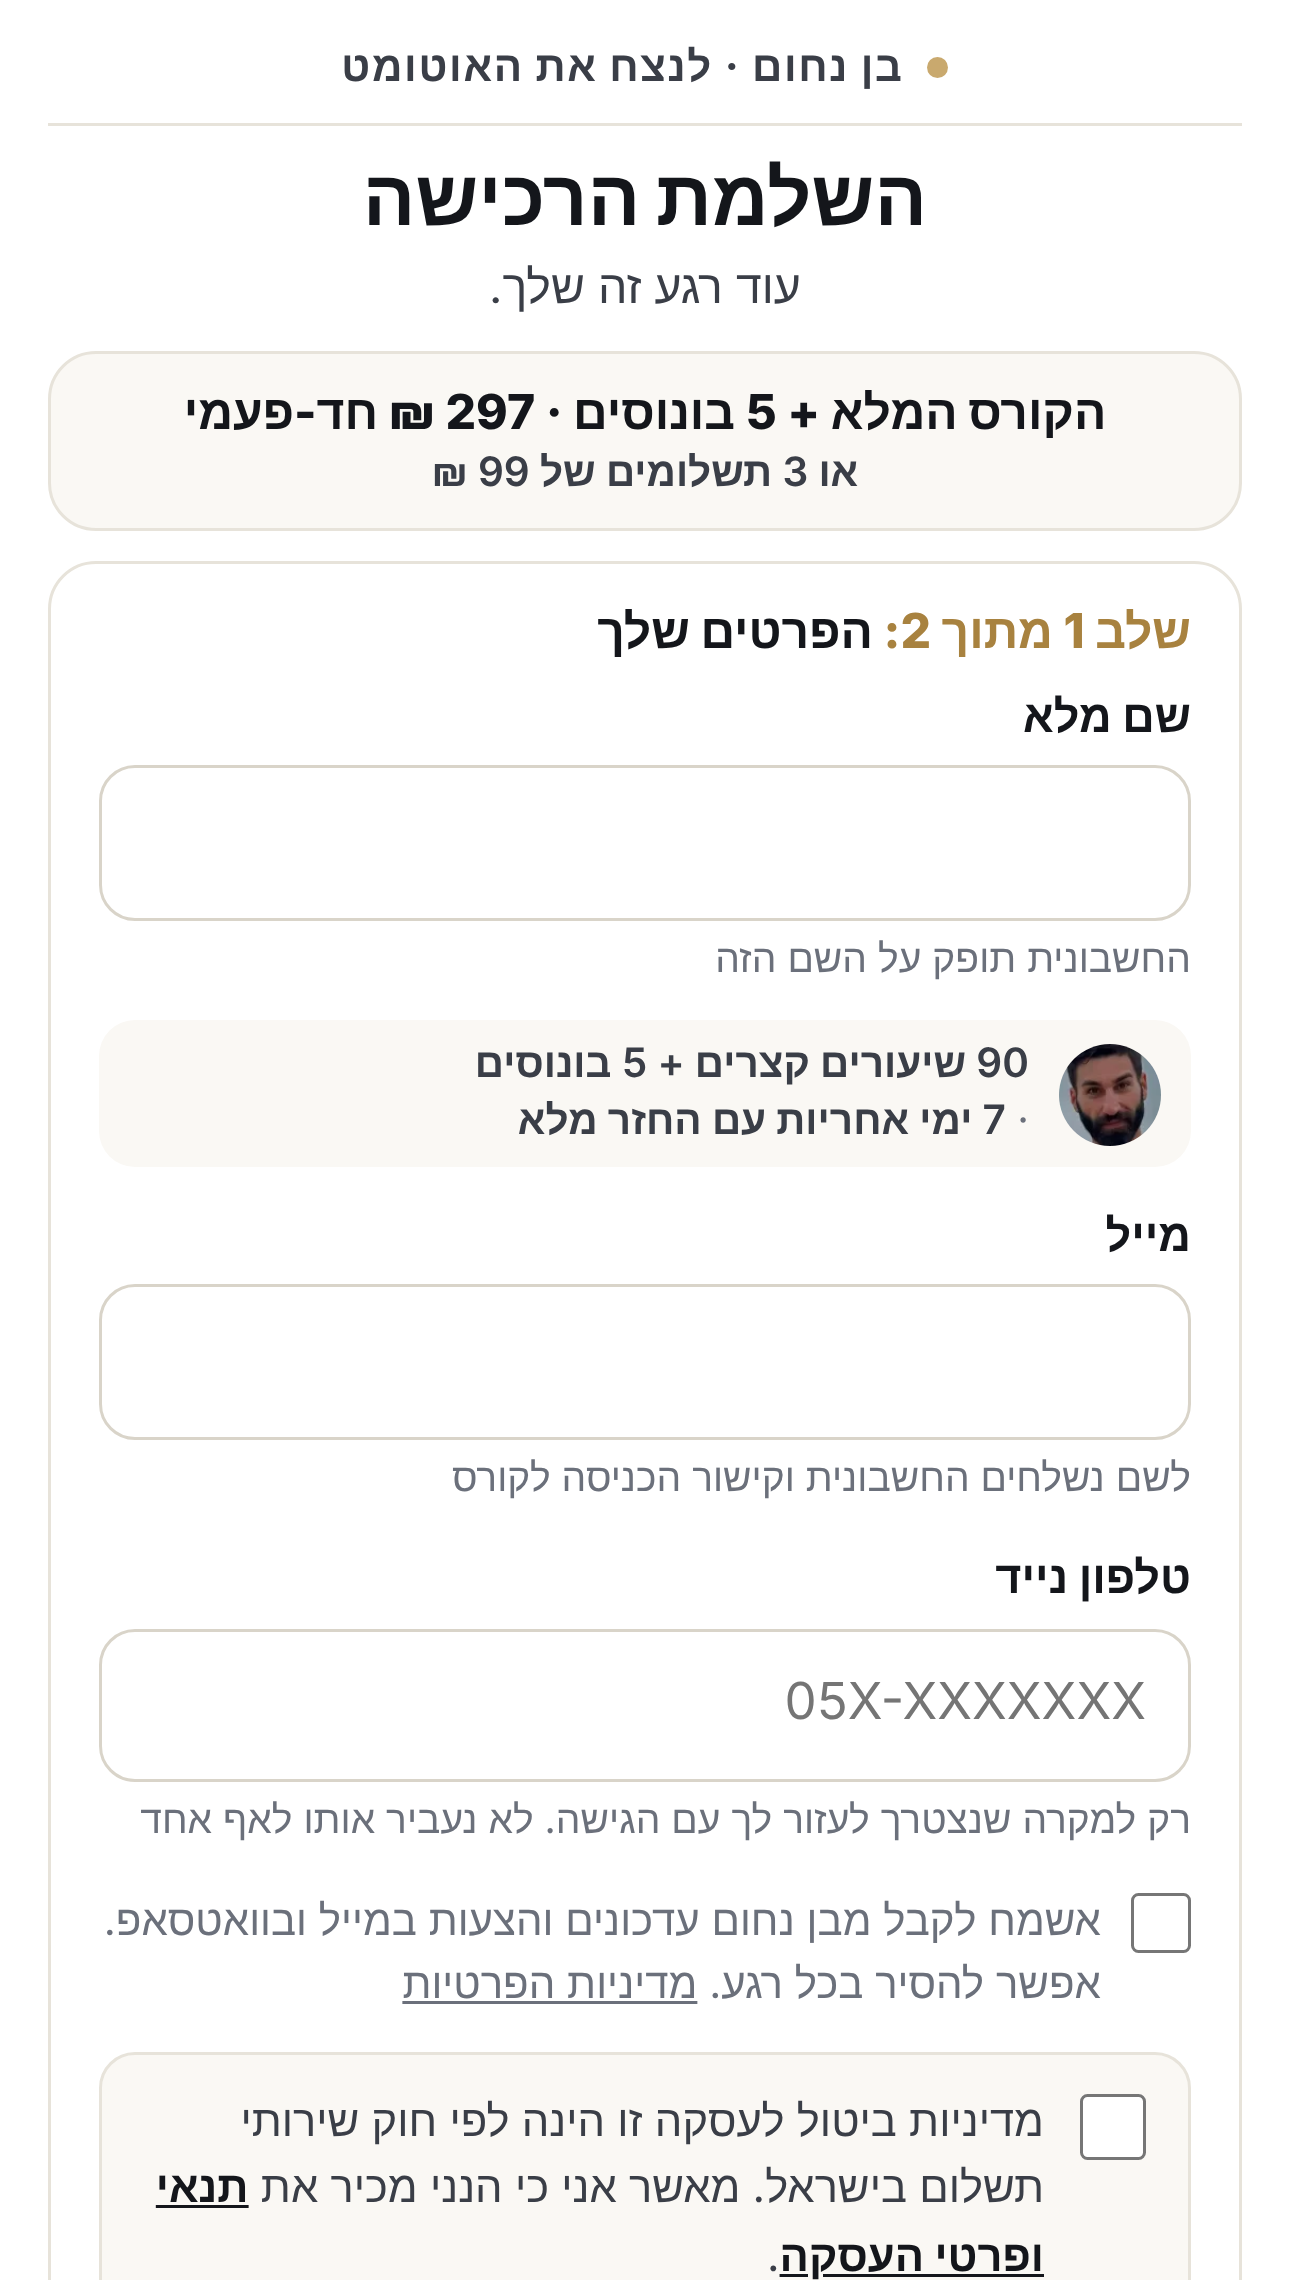 בן נחום · לנצח את האוטומט
השלמת הרכישה
עוד רגע זה שלך.
הקורס המלא + 5 בונוסים · 297 ₪ חד-פעמי
או 3 תשלומים של 99 ₪
שלב 1 מתוך 2: הפרטים שלך
שם מלא
החשבונית תופק על השם הזה
90 שיעורים קצרים + 5 בונוסים
· 7 ימי אחריות עם החזר מלא
מייל
לשם נשלחים החשבונית וקישור הכניסה לקורס
טלפון נייד
05X-XXXXXXX
רק למקרה שנצטרך לעזור לך עם הגישה. לא נעביר אותו לאף אחד
אשמח לקבל מבן נחום עדכונים והצעות במייל ובוואטסאפ.
אפשר להסיר בכל רגע. מדיניות הפרטיות
מדיניות ביטול לעסקה זו הינה לפי חוק שירותי
תשלום בישראל. מאשר אני כי הנני מכיר את תנאי
ופרטי העסקה.